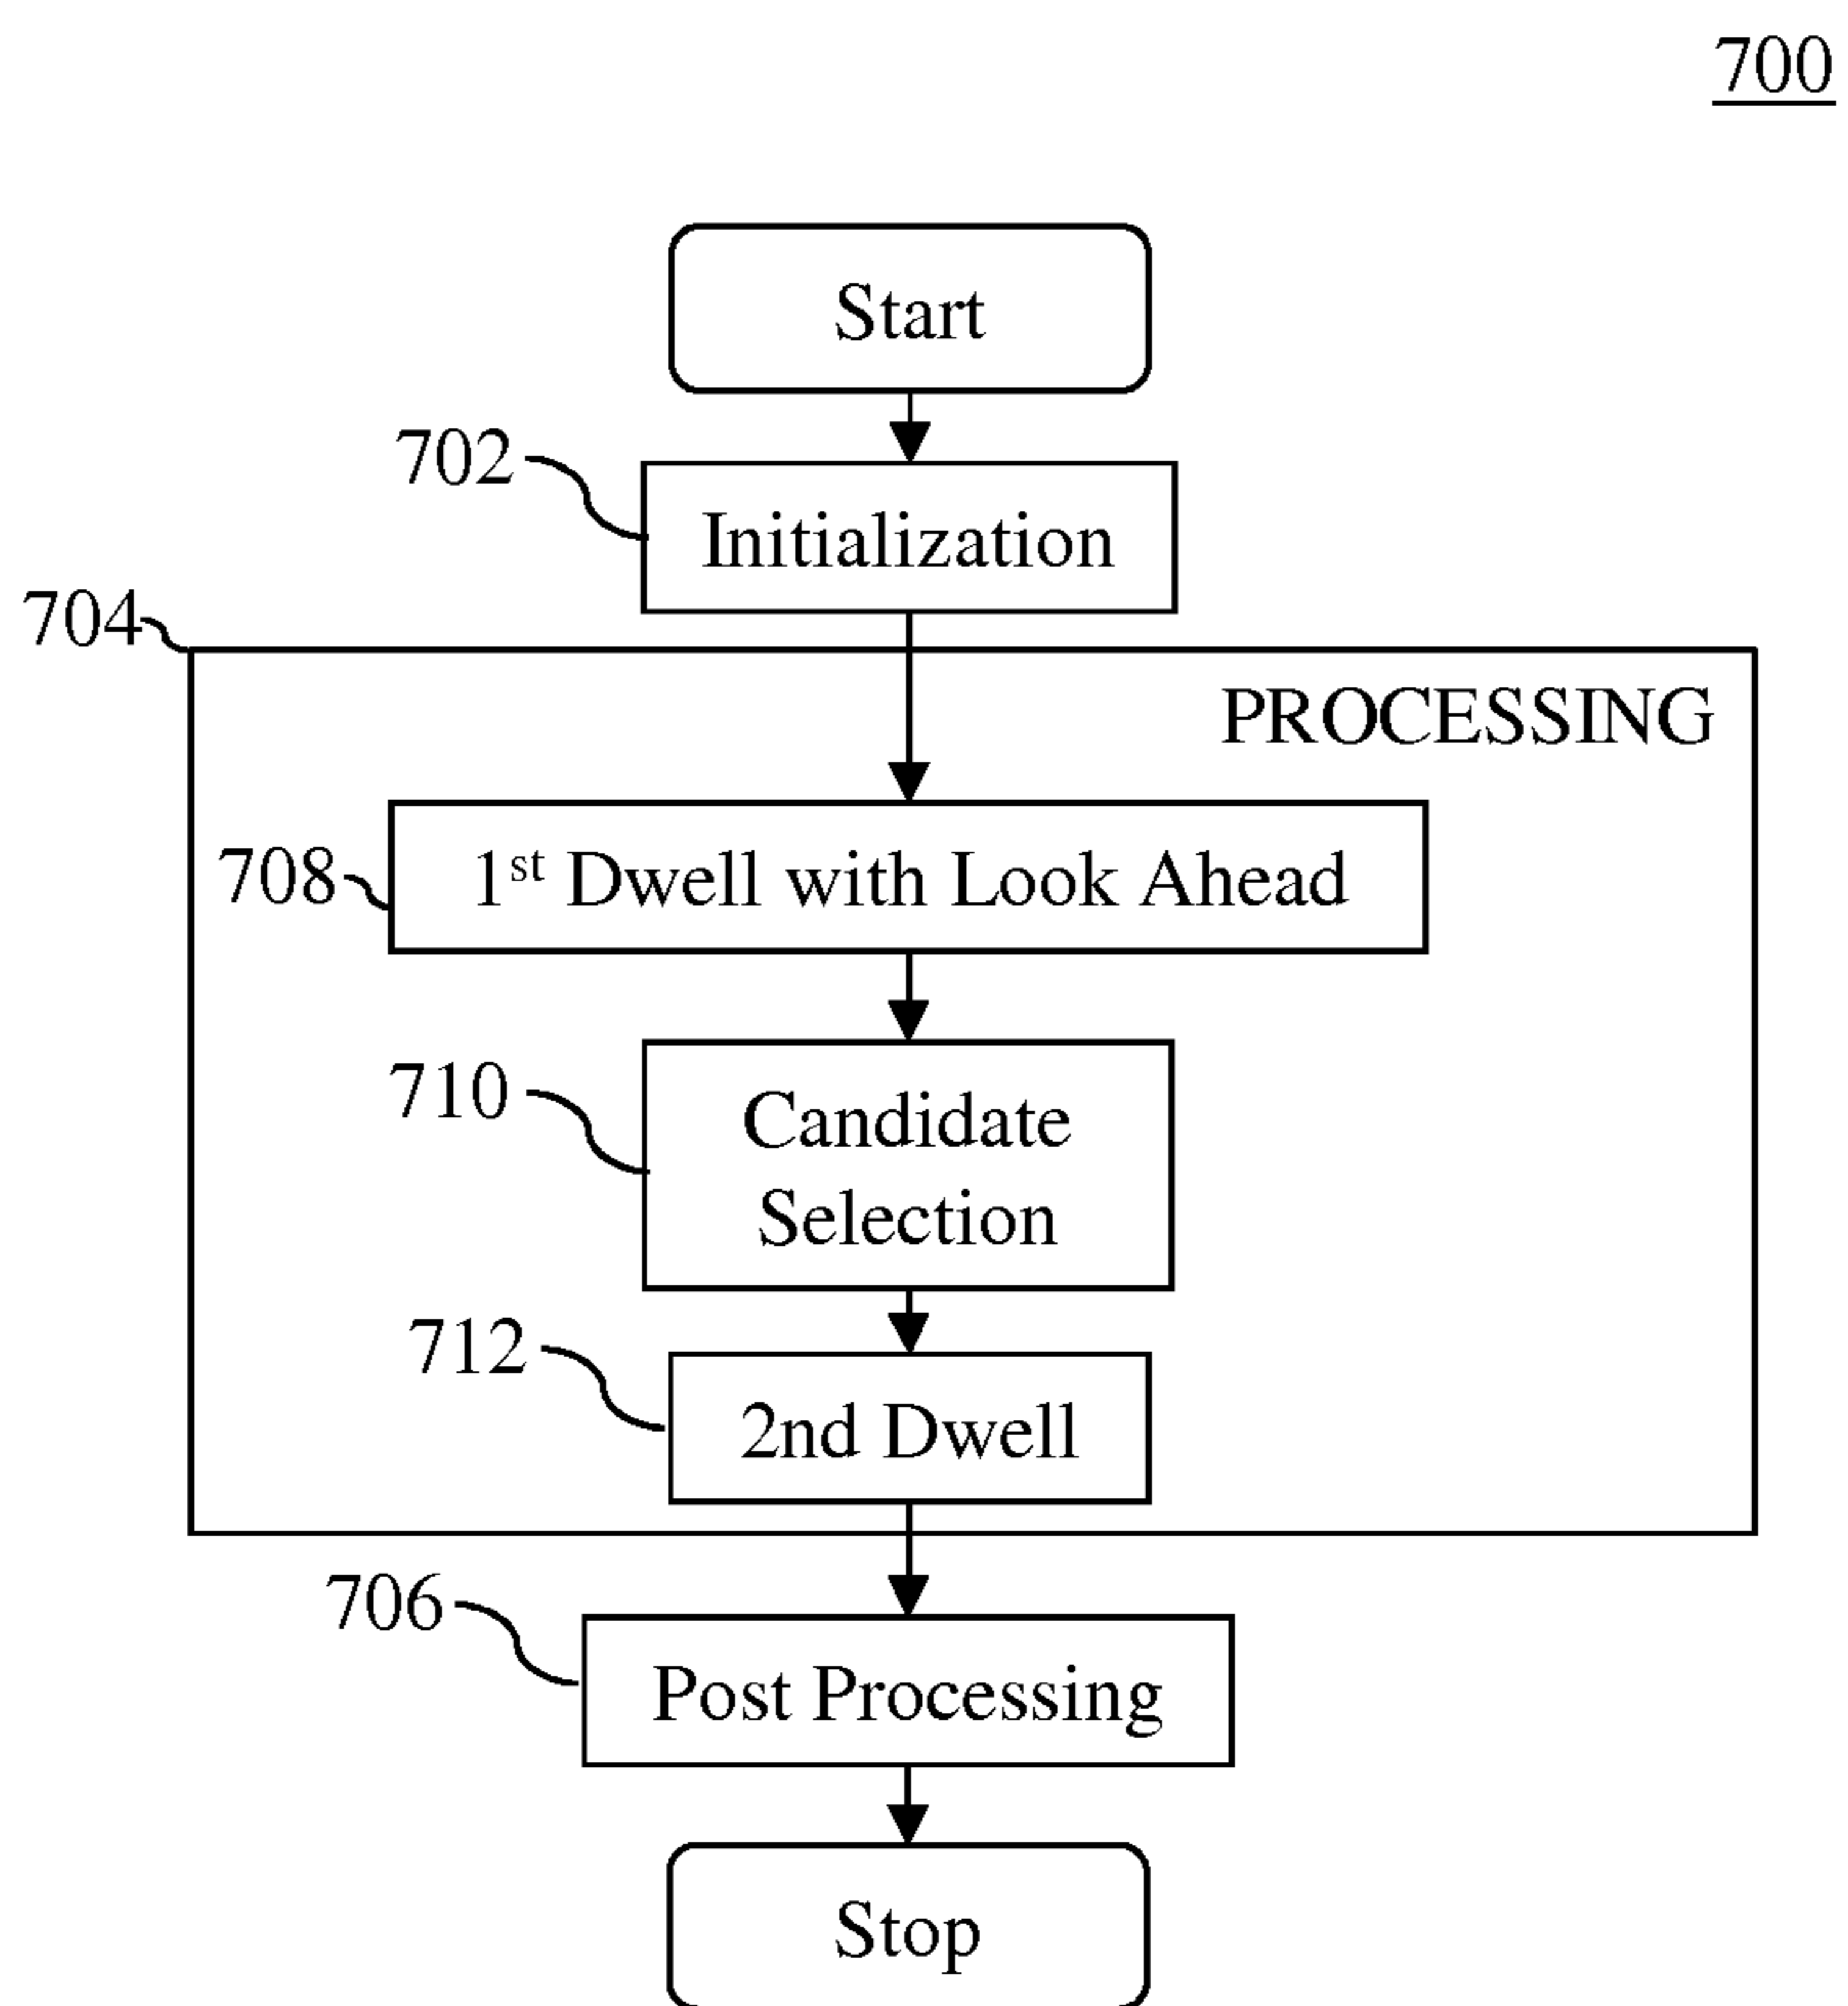 700
Start
702
Initialization
704
PROCESSING
708
1st Dwell with Look Ahead
710
Candidate
Selection
712
2nd Dwell
706
Post Processing
Stop